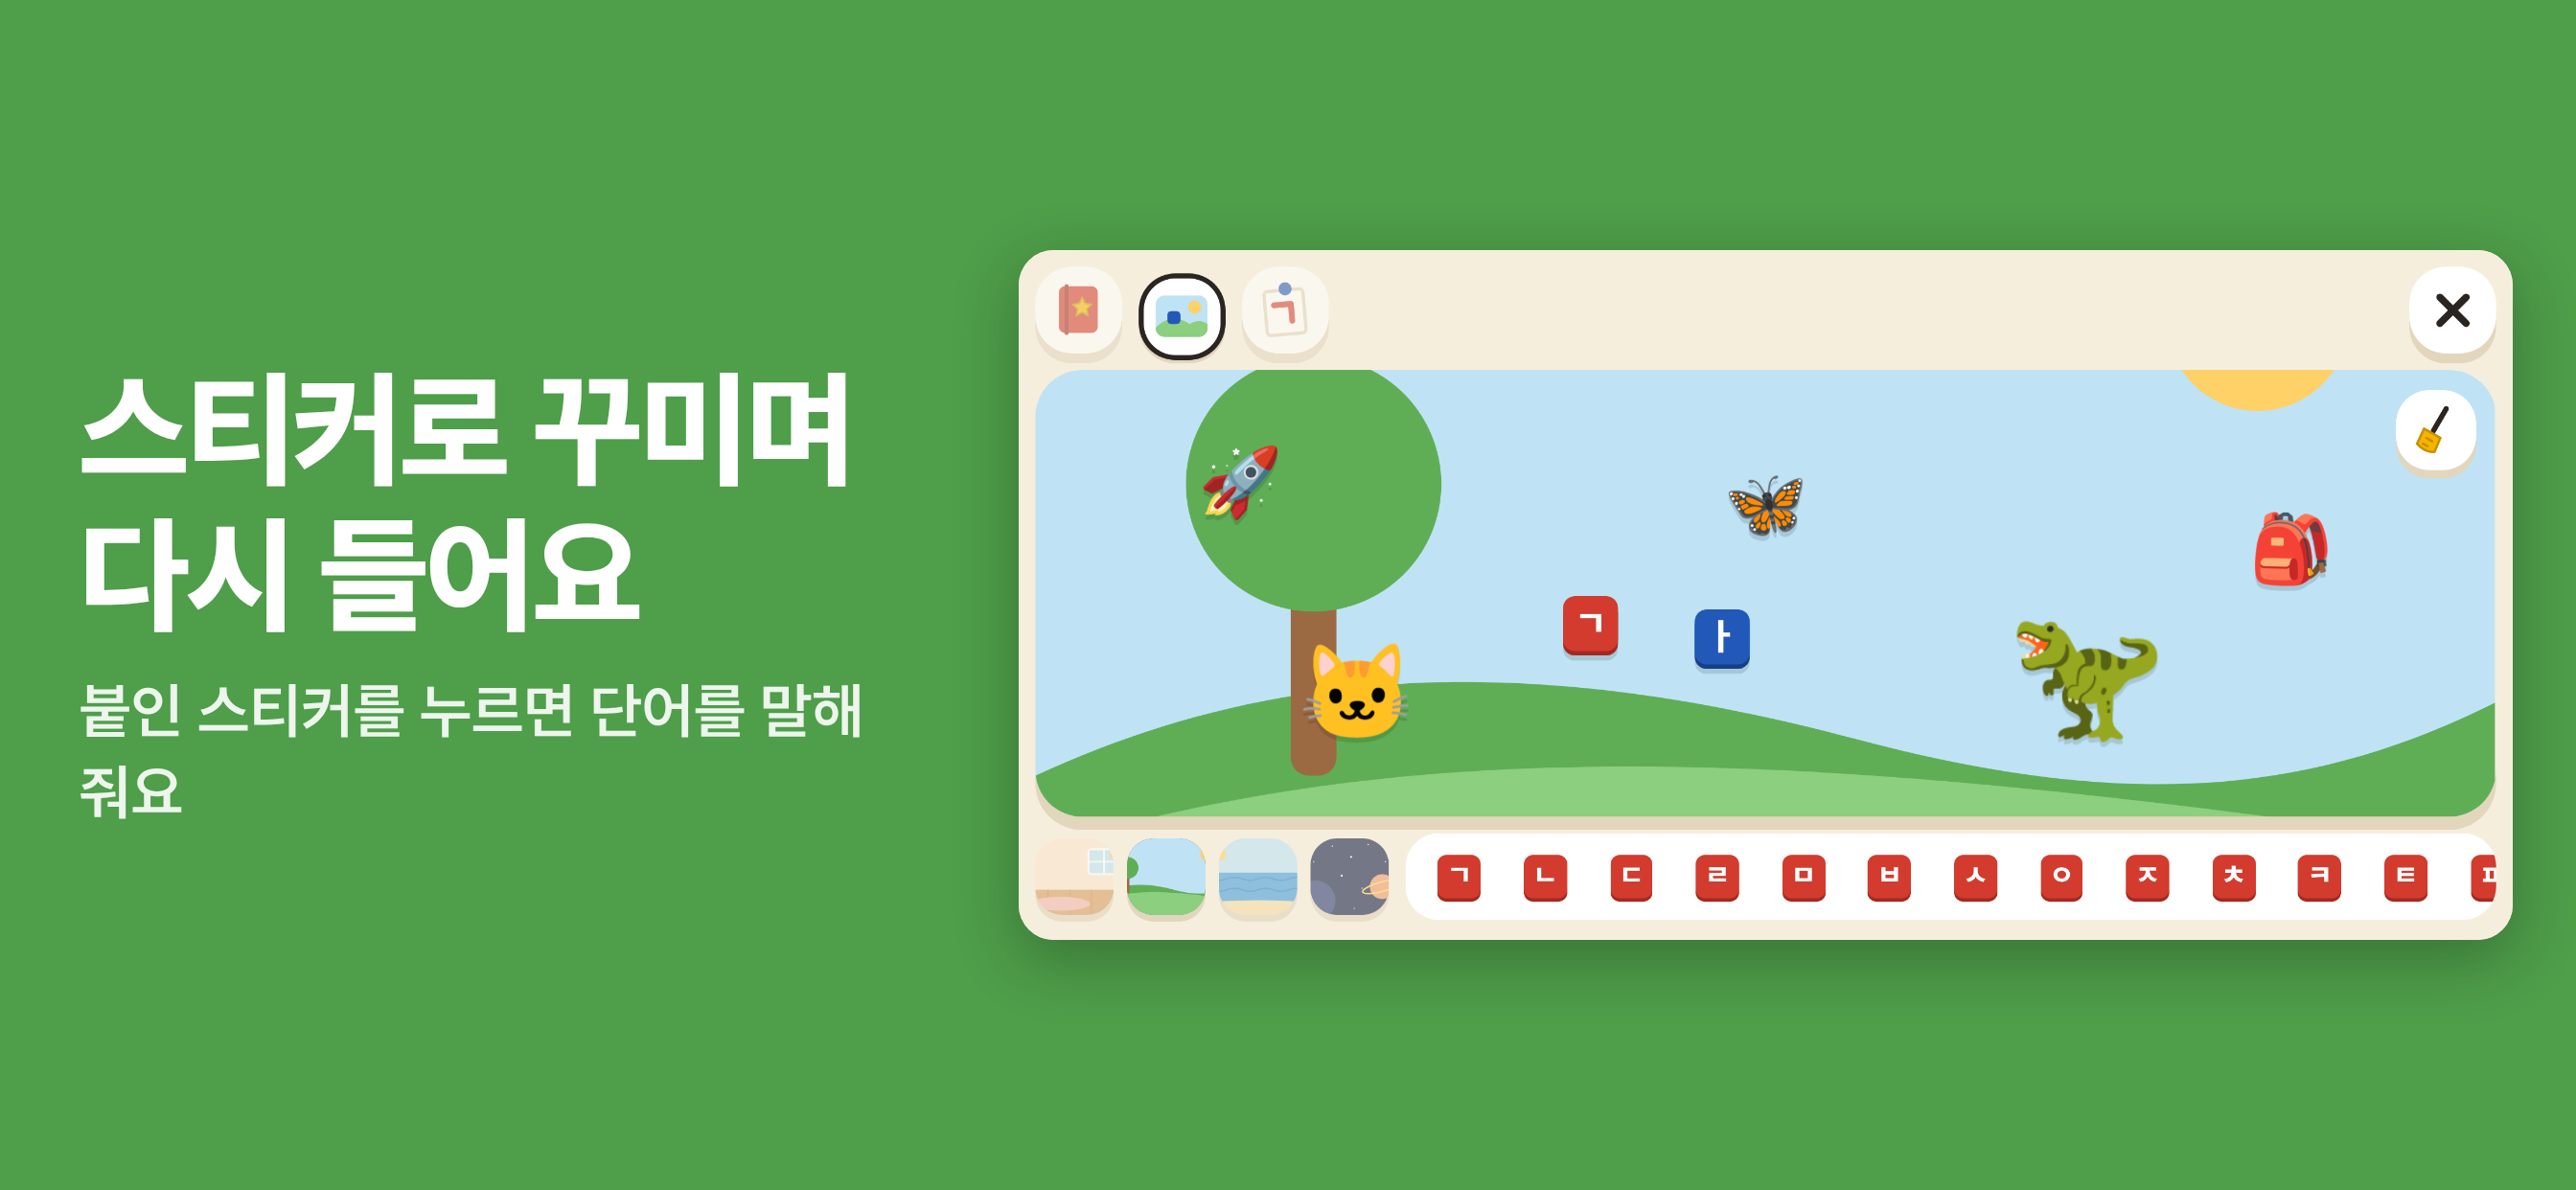 스티커로 꾸미며
다시 들어요
붙인 스티커를 누르면 단어를 말해
줘요
ㄱ
ㄱ ㅏ
ㄱ ㄴ ㄷ ㄹ ㅁ ㅂ ㅅ ㅇ ㅈ ㅊ ㅋ ㅌ ㅍ